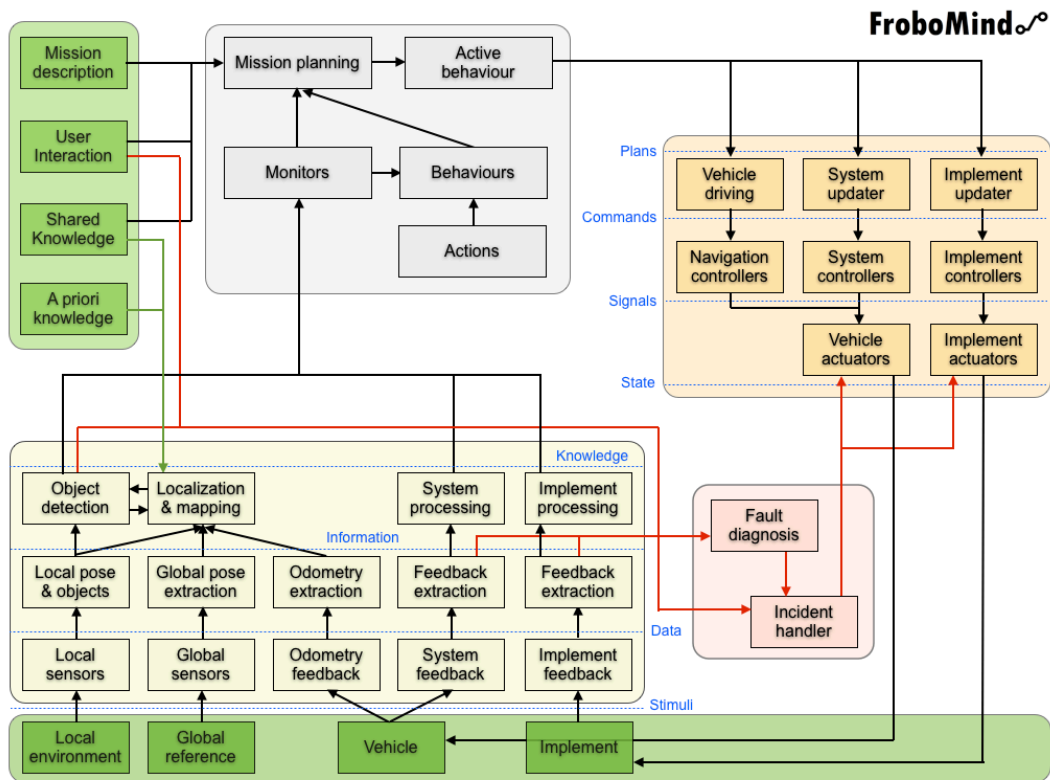 FroboMind
Mission
description
Mission planning
Active
behaviour
User
Interaction
Monitors
Behaviours
Plans
Vehicle
driving
System
updater
Implement
updater
Shared
Knowledge
Actions
Commands
Navigation
controllers
System
controllers
Implement
controllers
A priori
knowledge
Signals
Vehicle
actuators
Implement
actuators
State
Knowledge
Object
detection
Localization
& mapping
System
processing
Implement
processing
Fault
diagnosis
Information
Local pose
& objects
Global pose
extraction
Odometry
extraction
Feedback
extraction
Feedback
extraction
Incident
handler
Data
Local
sensors
Global
sensors
Odometry
feedback
System
feedback
Implement
feedback
Stimuli
Local
environment
Global
reference
Vehicle
Implement